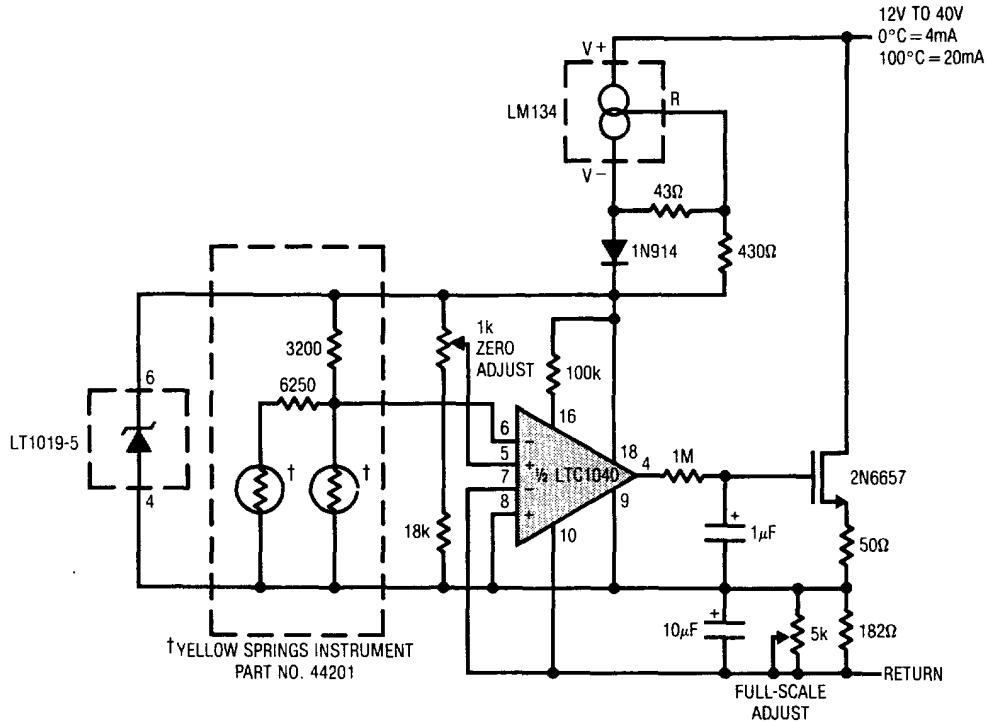 12V TO 40V
0°C = 4mA
100°C = 20mA
V+
R
LM134
V−
43Ω
1N914
430Ω
3200
1k
ZERO
ADJUST
100k
6
6250
16
LT1019-5
6
5
7
8
−
+
−
+
½ LTC1040
18
4
9
1M
2N6657
†
†
4
18k
10
+
1µF
50Ω
+
10µF
5k
182Ω
†YELLOW SPRINGS INSTRUMENT
PART NO. 44201
RETURN
FULL-SCALE
ADJUST